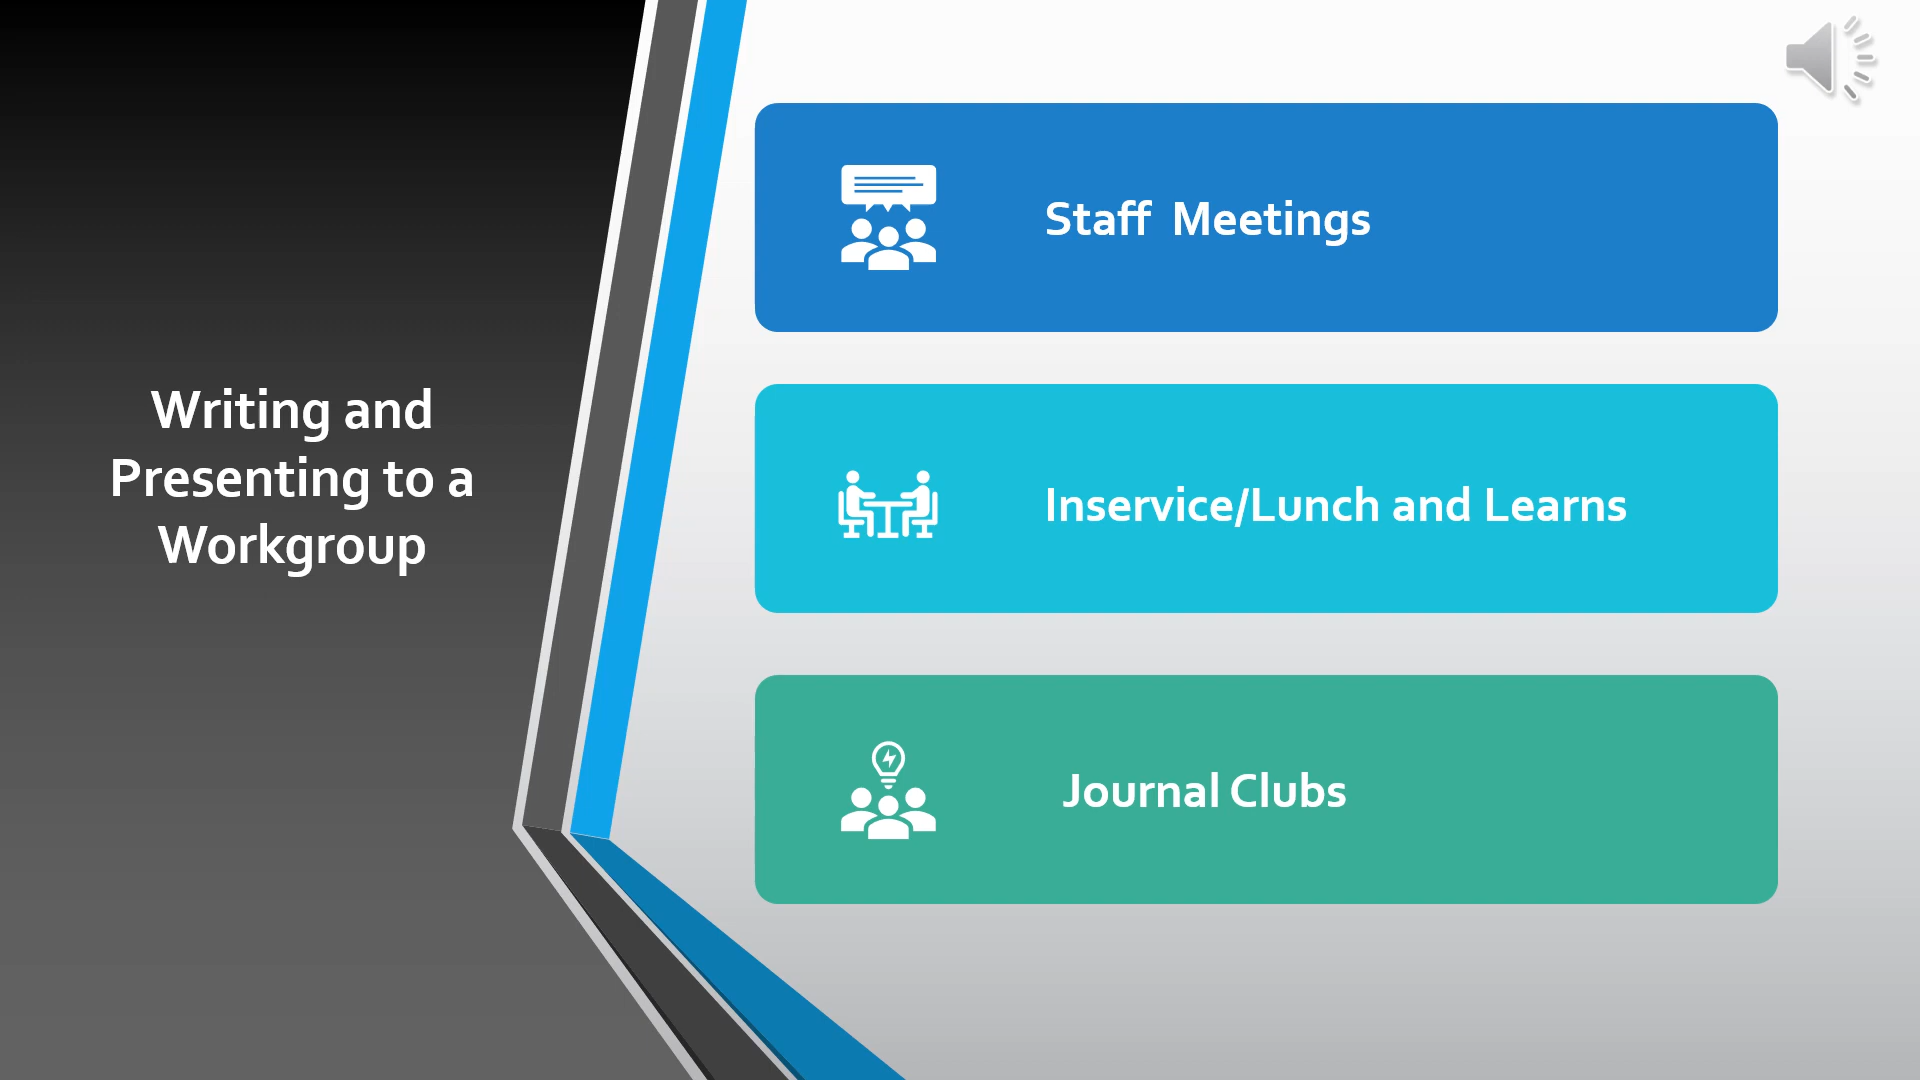 Writing and
Presenting to a
Workgroup
Staff  Meetings
Inservice/Lunch and Learns
Journal Clubs